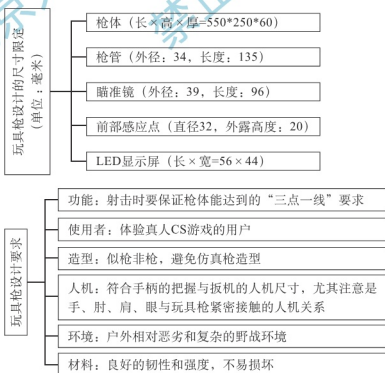 玩具枪设计的尺寸限定
（单位：毫米）
枪体（长×高×厚=550*250*60）
枪管（外径：34，长度：135）
瞄准镜（外径：39，长度：96）
前部感应点（直径32，外露高度：20）
LED显示屏（长×宽=56×44）
玩具枪设计要求
功能：射击时要保证枪体能达到的“三点一线”要求
使用者：体验真人CS游戏的用户
造型：似枪非枪，避免仿真枪造型
人机：符合手柄的把握与扳机的人机尺寸，尤其注意是
手、肘、肩、眼与玩具枪紧密接触的人机关系
环境：户外相对恶劣和复杂的野战环境
材料：良好的韧性和强度，不易损坏